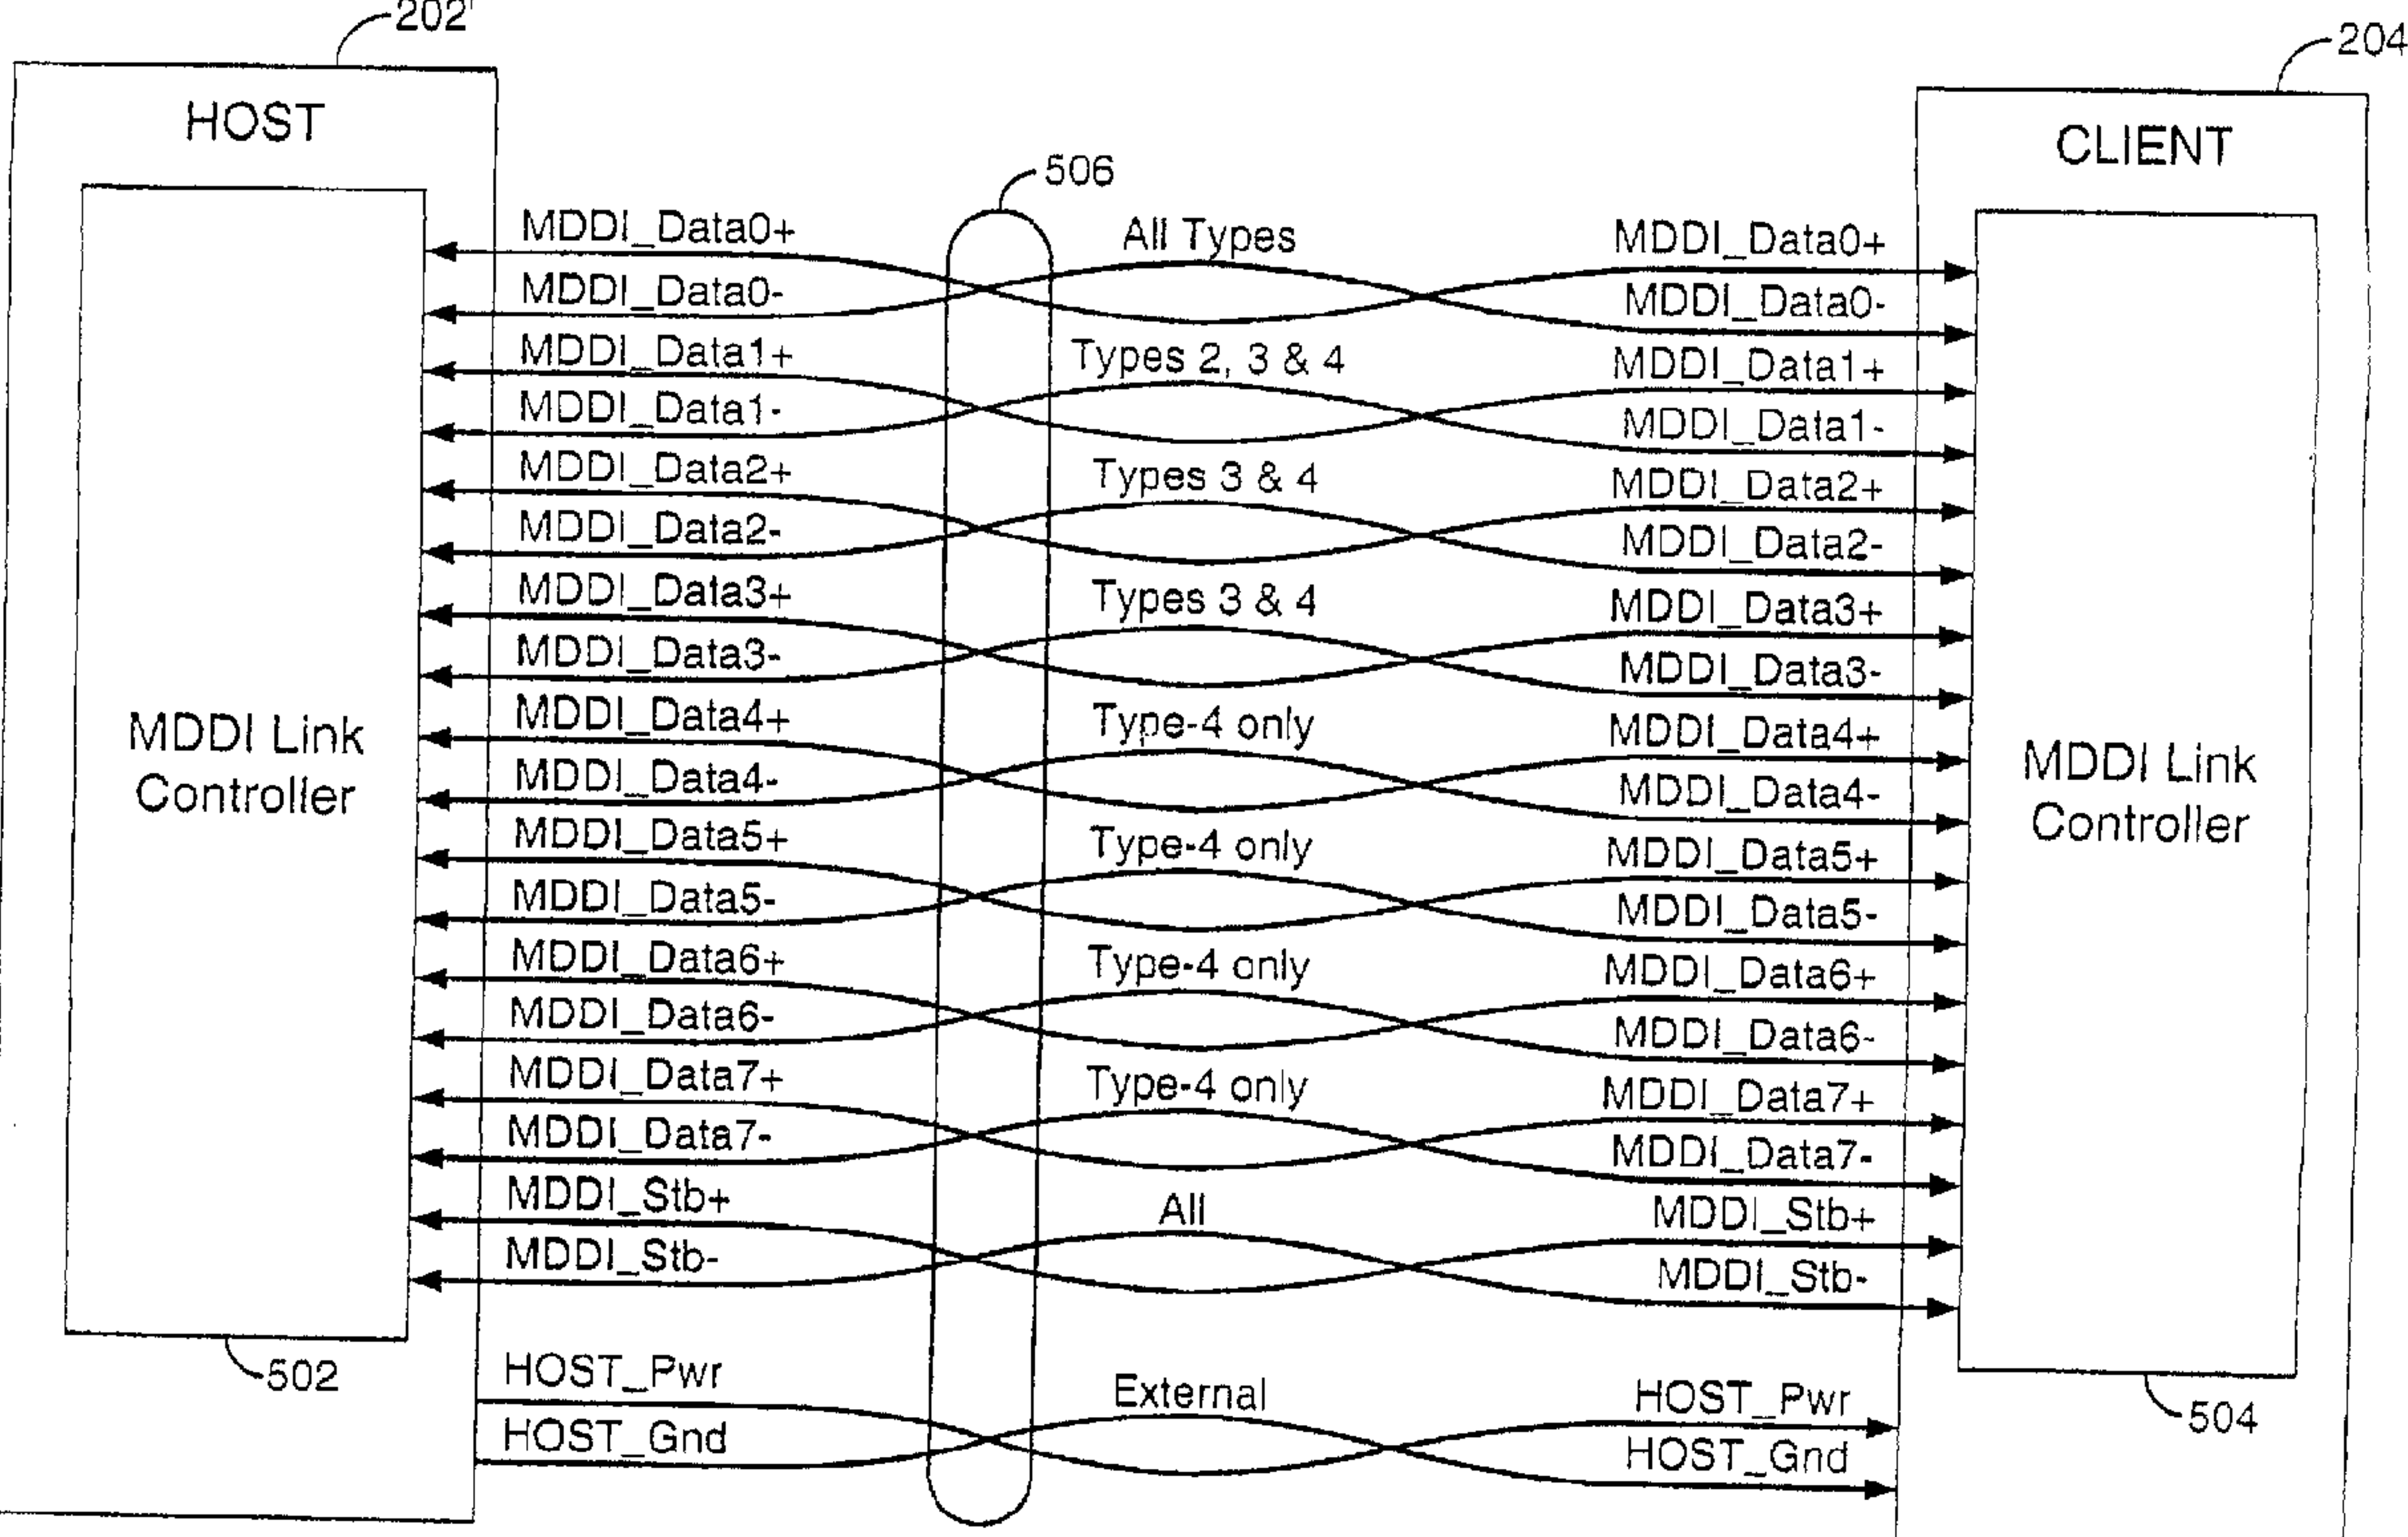 202'
204
HOST
CLIENT
506
MDDI_Data0+
All Types
MDDI_Data0+
MDDI_Data0-
MDDI_Data0-
MDDI_Data1+
Types 2, 3 & 4
MDDI_Data1+
MDDI_Data1-
MDDI_Data1-
MDDI_Data2+
Types 3 & 4
MDDI_Data2+
MDDI_Data2-
MDDI_Data2-
MDDI_Data3+
Types 3 & 4
MDDI_Data3+
MDDI_Data3-
MDDI_Data3-
MDDI Link
Controller
MDDI_Data4+
Type-4 only
MDDI_Data4+
MDDI_Data4-
MDDI_Data4-
MDDI Link
Controller
MDDI_Data5+
Type-4 only
MDDI_Data5+
MDDI_Data5-
MDDI_Data5-
MDDI_Data6+
Type-4 only
MDDI_Data6+
MDDI_Data6-
MDDI_Data6-
MDDI_Data7+
Type-4 only
MDDI_Data7+
MDDI_Data7-
MDDI_Data7-
MDDI_Stb+
All
MDDI_Stb+
MDDI_Stb-
MDDI_Stb-
502
504
HOST_Pwr
External
HOST_Pwr
HOST_Gnd
HOST_Gnd